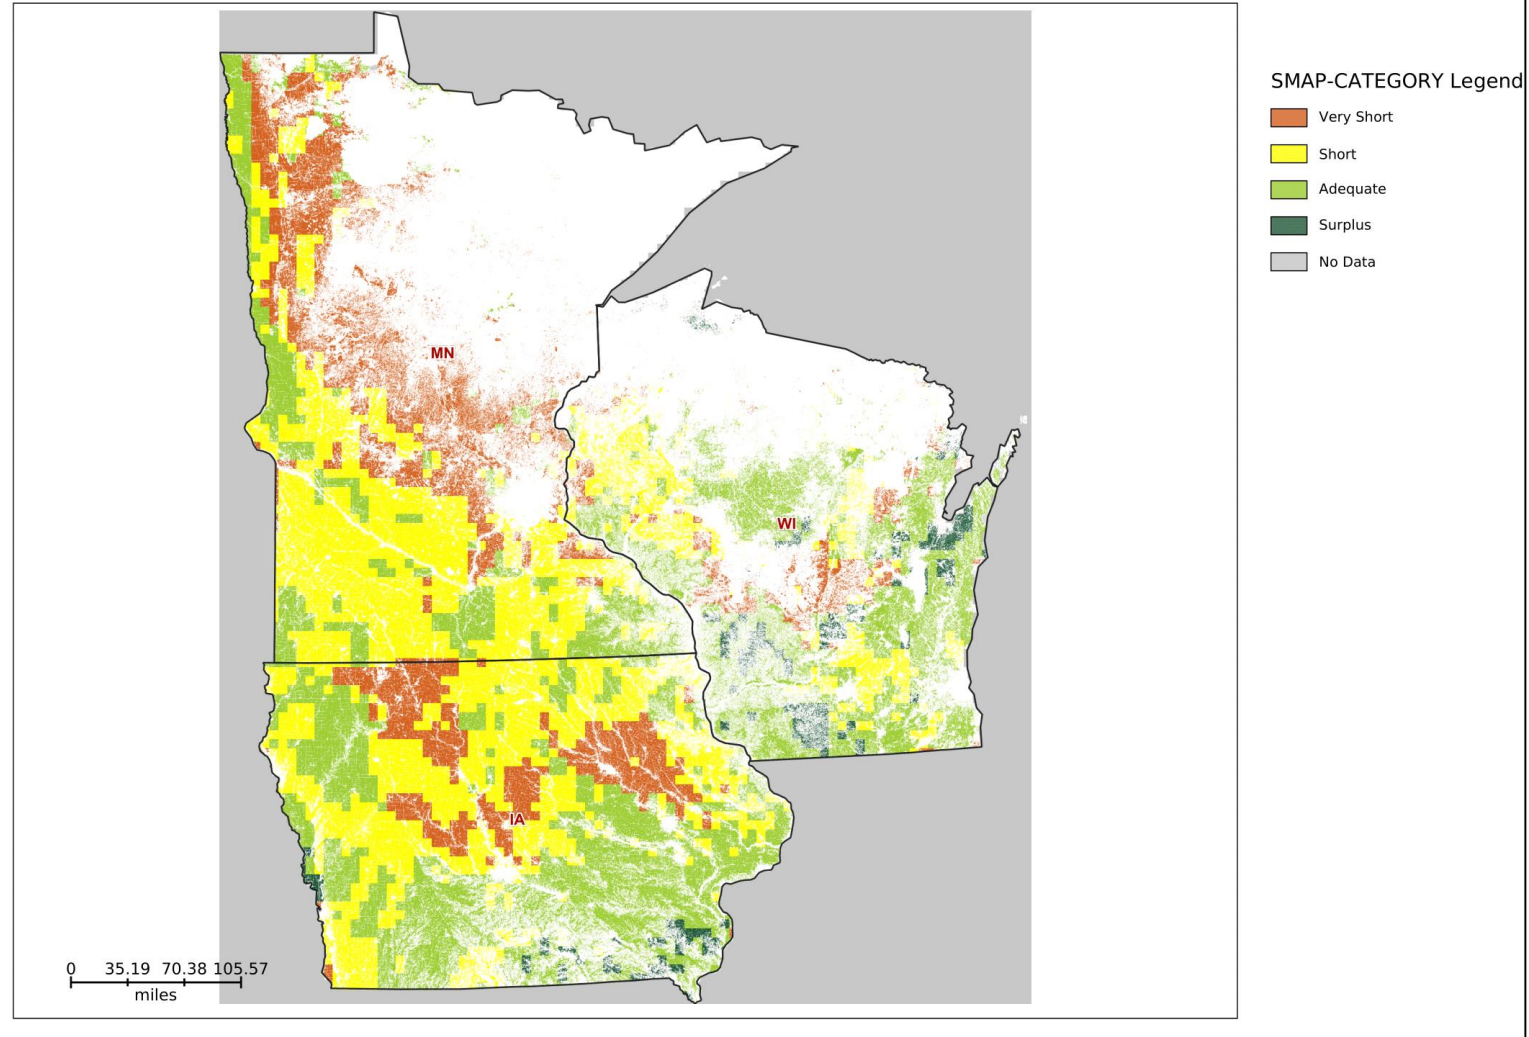 SMAP-CATEGORY Legend
Very Short
Short
Adequate
Surplus
No Data
MN
WI
IA
0 35.19 70.38 105.57
miles